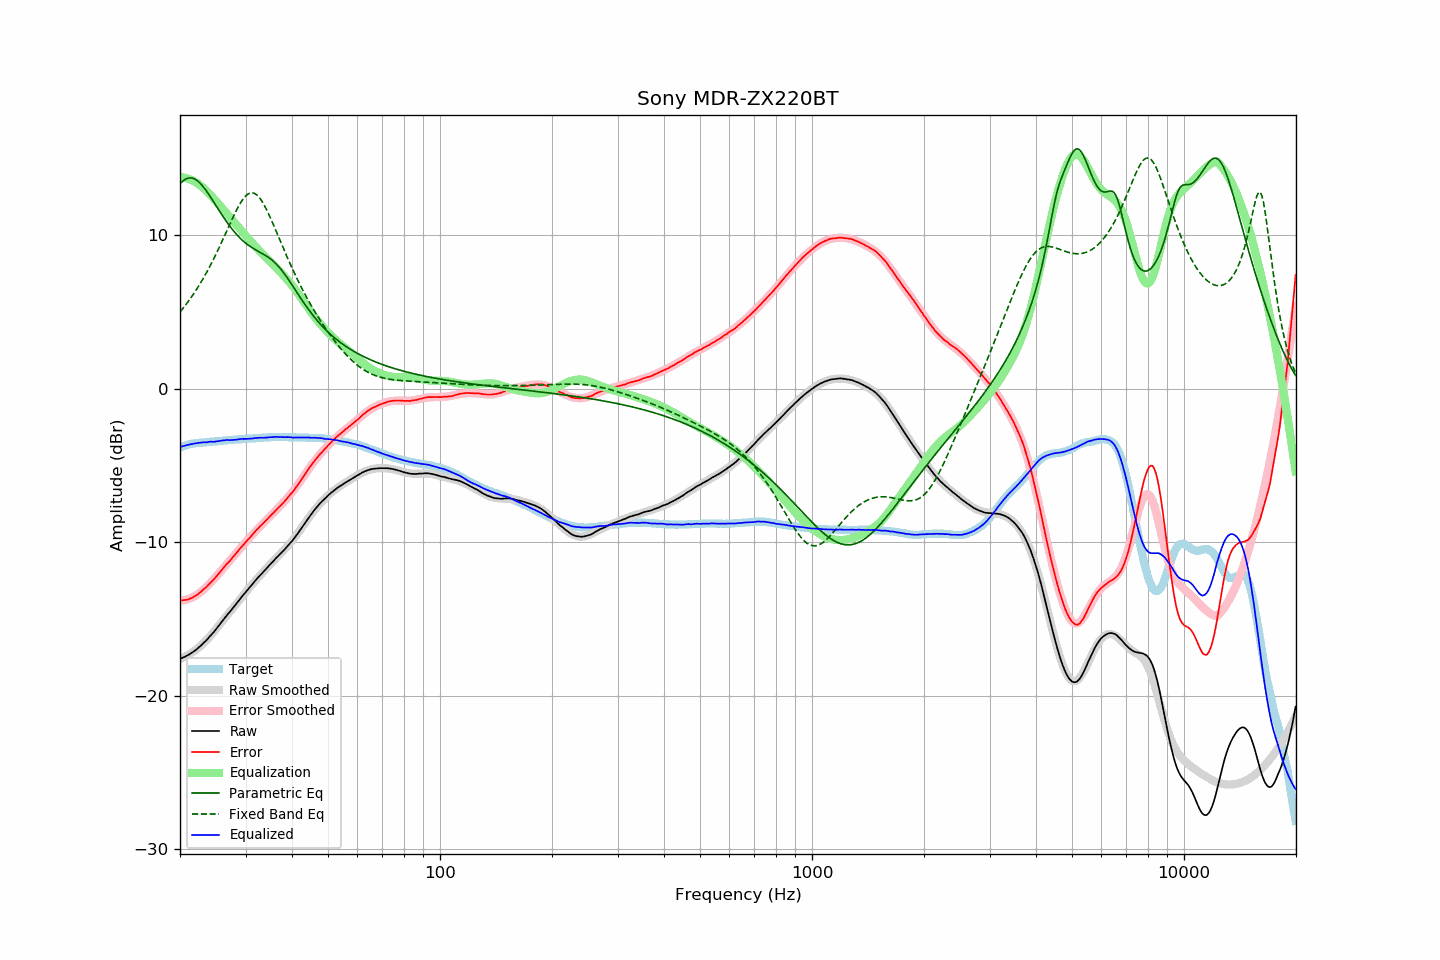 Sony MDR-ZX220BT
10
0
−10
−20
−30
Amplitude (dBr)
Target
Raw Smoothed
Error Smoothed
Raw
Error
Equalization
Parametric Eq
Fixed Band Eq
Equalized
100
1000
10000
Frequency (Hz)